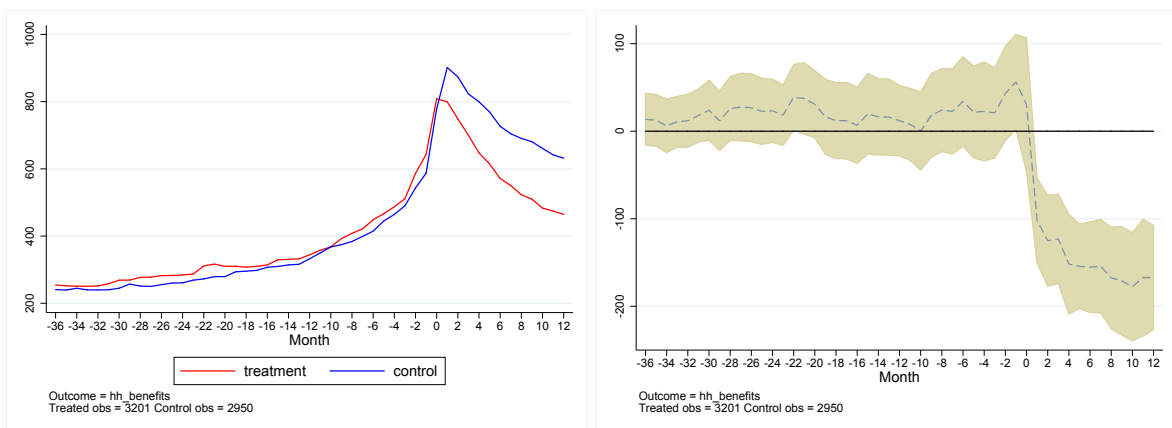 1000
800
600
400
200
-36 -34 -32 -30 -28 -26 -24 -22 -20 -18 -16 -14 -12 -10 -8 -6 -4 -2 0 2 4 6 8 10 12
Month
treatment control
Outcome = hh_benefits
Treated obs = 3201 Control obs = 2950
100
0
-100
200
-36 -34 -32 -30 -28 -26 -24 -22 -20 -18 -16 -14 -12 -10 -8 -6 -4 -2 0 2 4 6 8 10 12
Month
Outcome = hh_benefits
Treated obs = 3201 Control obs = 2950